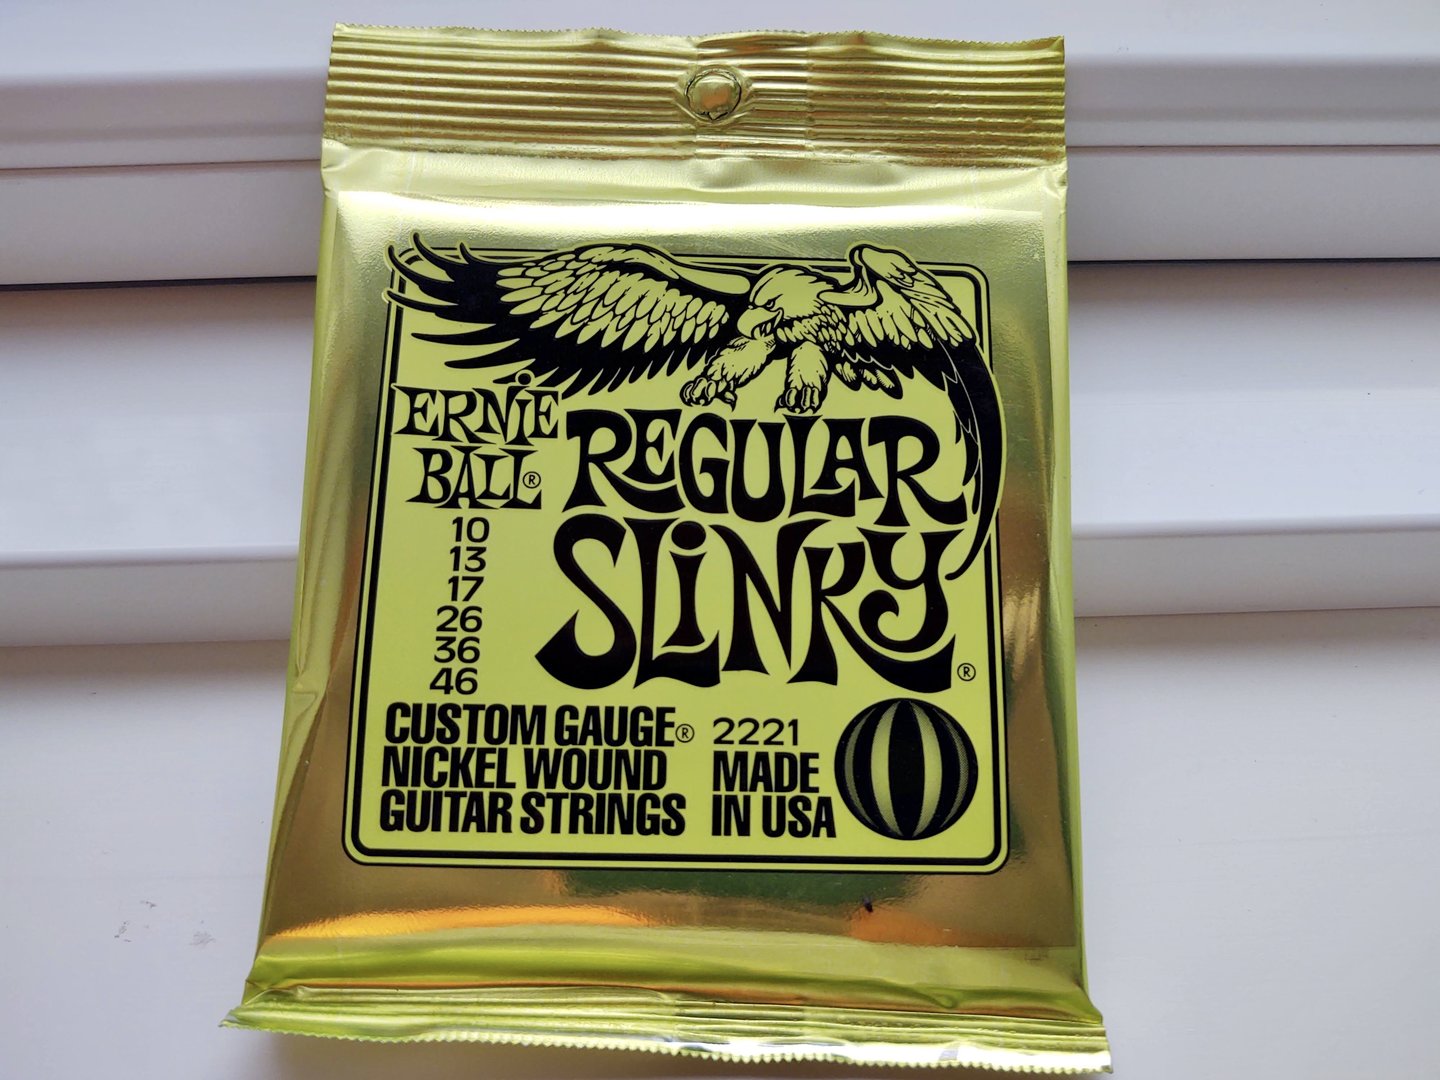 ERNiE
BALL®
REGULAR
SLiNKY®
10
13
17
26
36
46
CUSTOM GAUGE®
NICKEL WOUND
GUITAR STRINGS
2221
MADE
IN USA